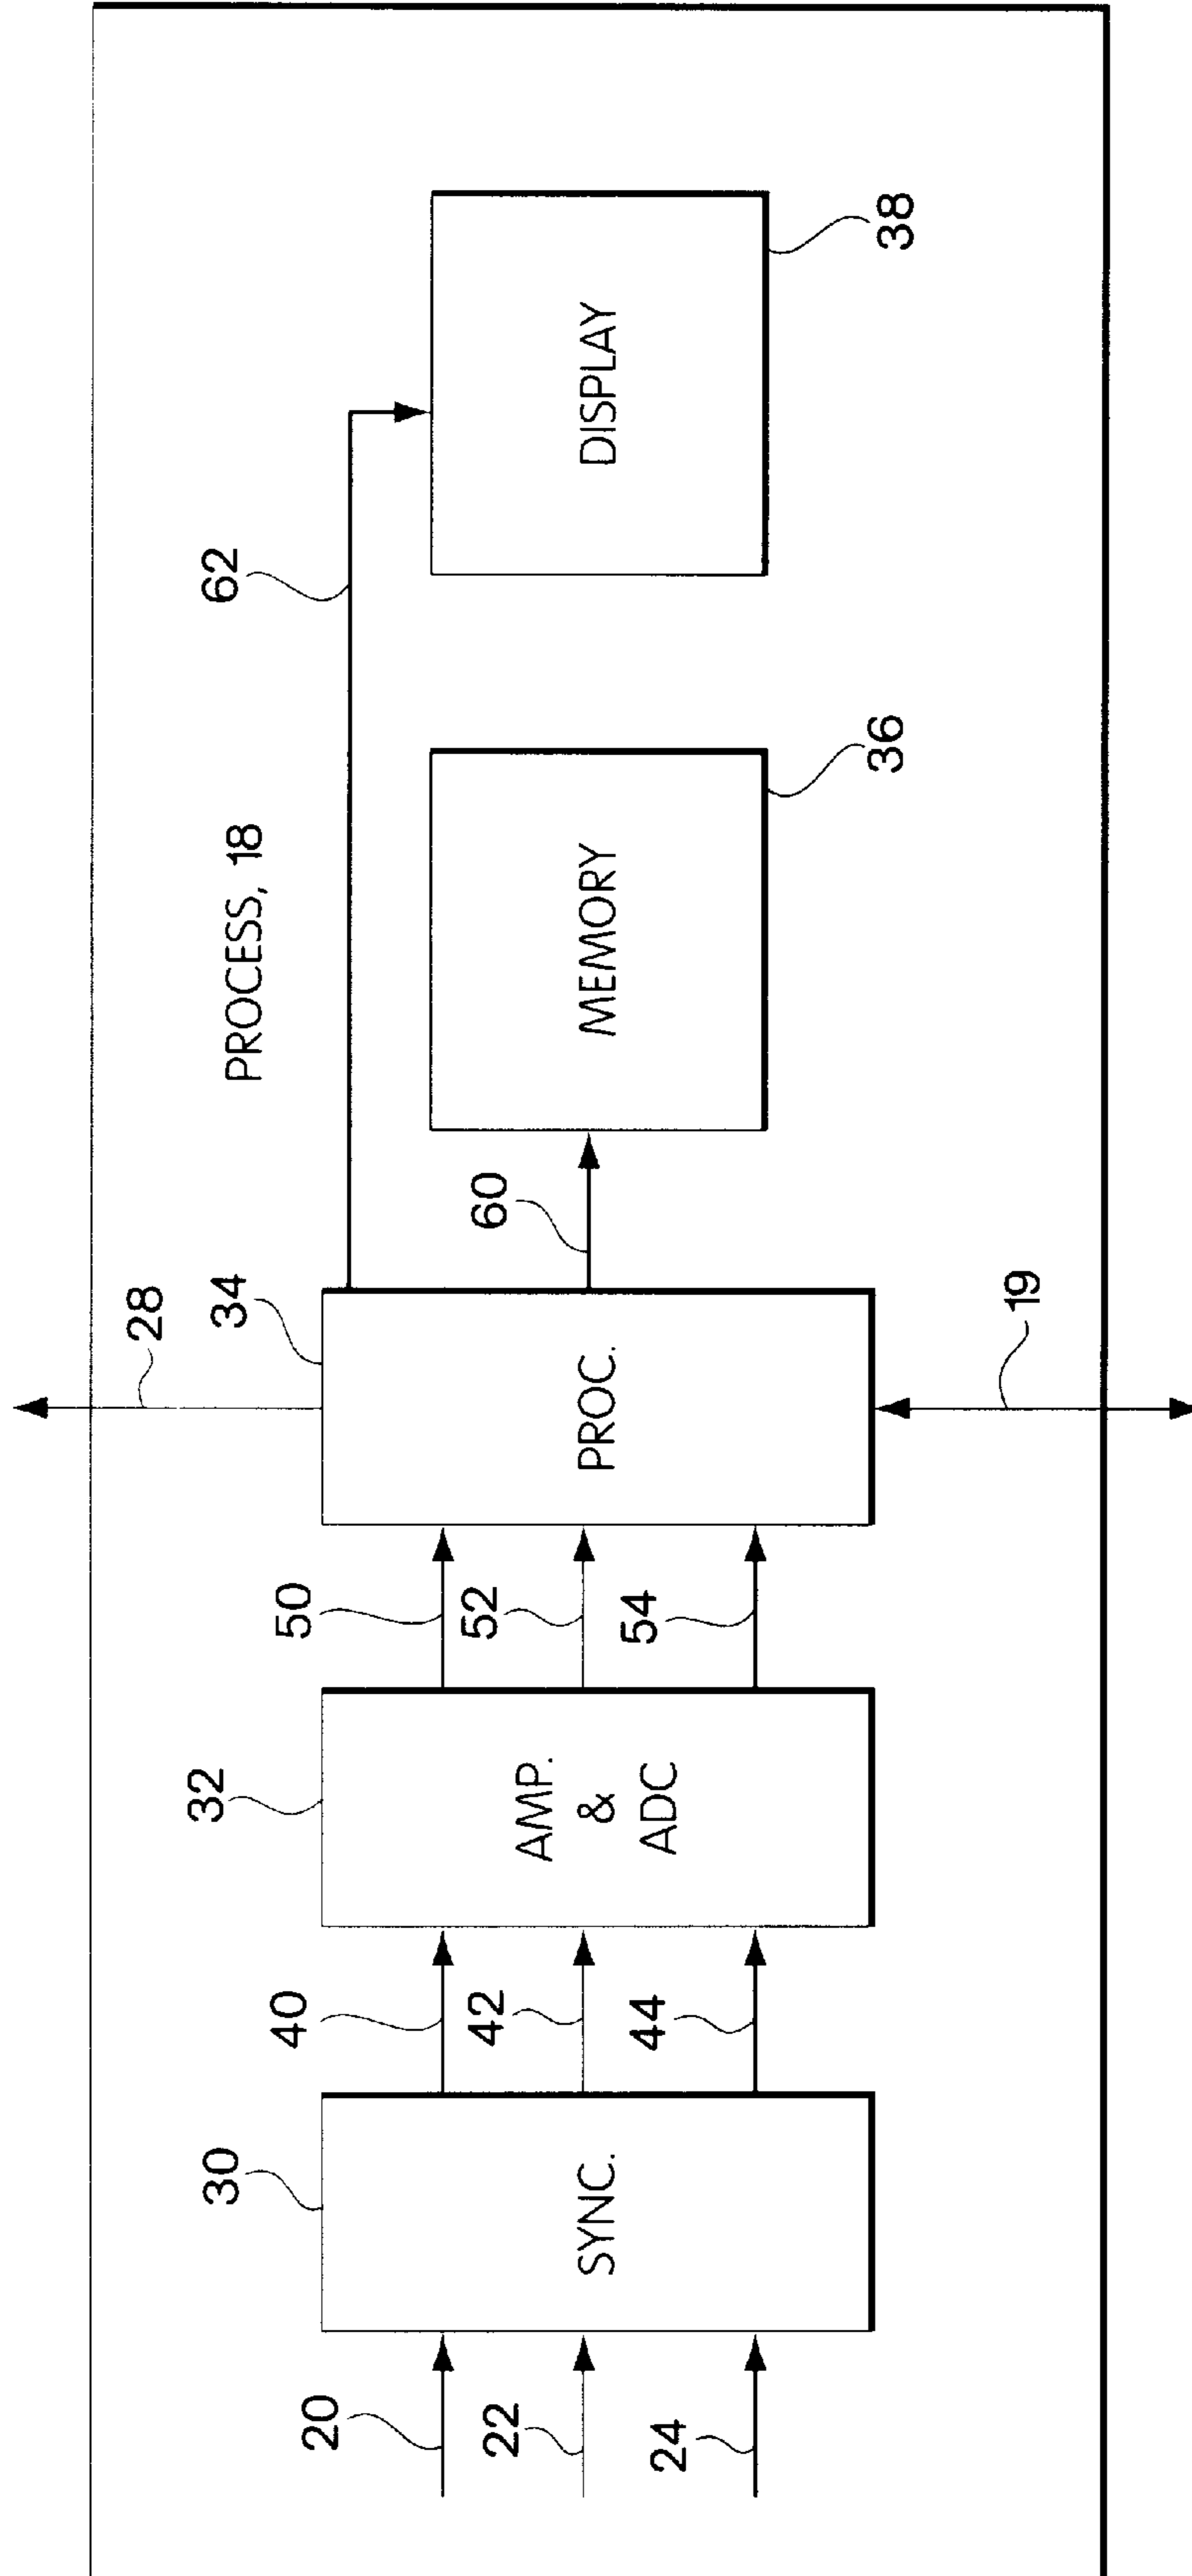 PROCESS, 18
28
34
62
32
50
52
54
60
30
40
42
44
20
22
24
SYNC.
AMP.
&
ADC
PROC.
MEMORY
DISPLAY
19
36
38